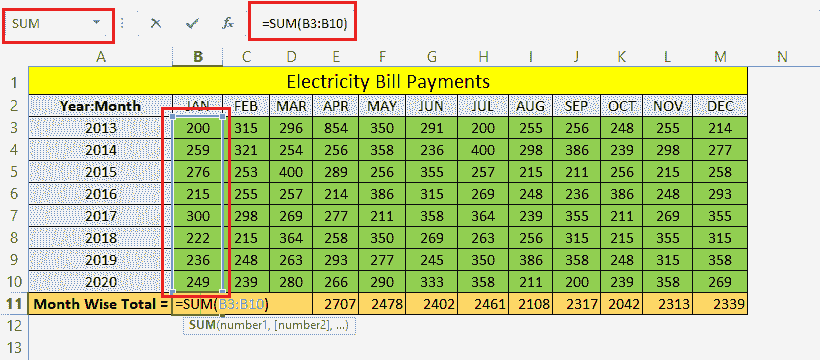 SUM fx =SUM(B3:B10)
A B C D E F G H I J K L M N
1 Electricity Bill Payments
2 Year:Month JAN FEB MAR APR MAY JUN JUL AUG SEP OCT NOV DEC
3 2013 200 315 296 854 350 291 200 255 256 248 255 214
4 2014 259 321 254 256 358 236 400 298 386 239 298 277
5 2015 276 253 400 289 256 355 257 215 211 256 215 258
6 2016 215 255 257 214 386 315 269 248 236 386 248 293
7 2017 300 298 269 277 211 358 364 239 355 211 269 355
8 2018 222 215 364 258 350 269 263 256 315 215 355 315
9 2019 236 248 263 293 277 245 350 386 358 248 315 358
10 2020 249 239 280 266 290 333 358 211 200 239 358 269
11 Month Wise Total = =SUM(B3:B10) 2707 2478 2402 2461 2108 2317 2042 2313 2339
12 SUM(number1, [number2], ...)
13